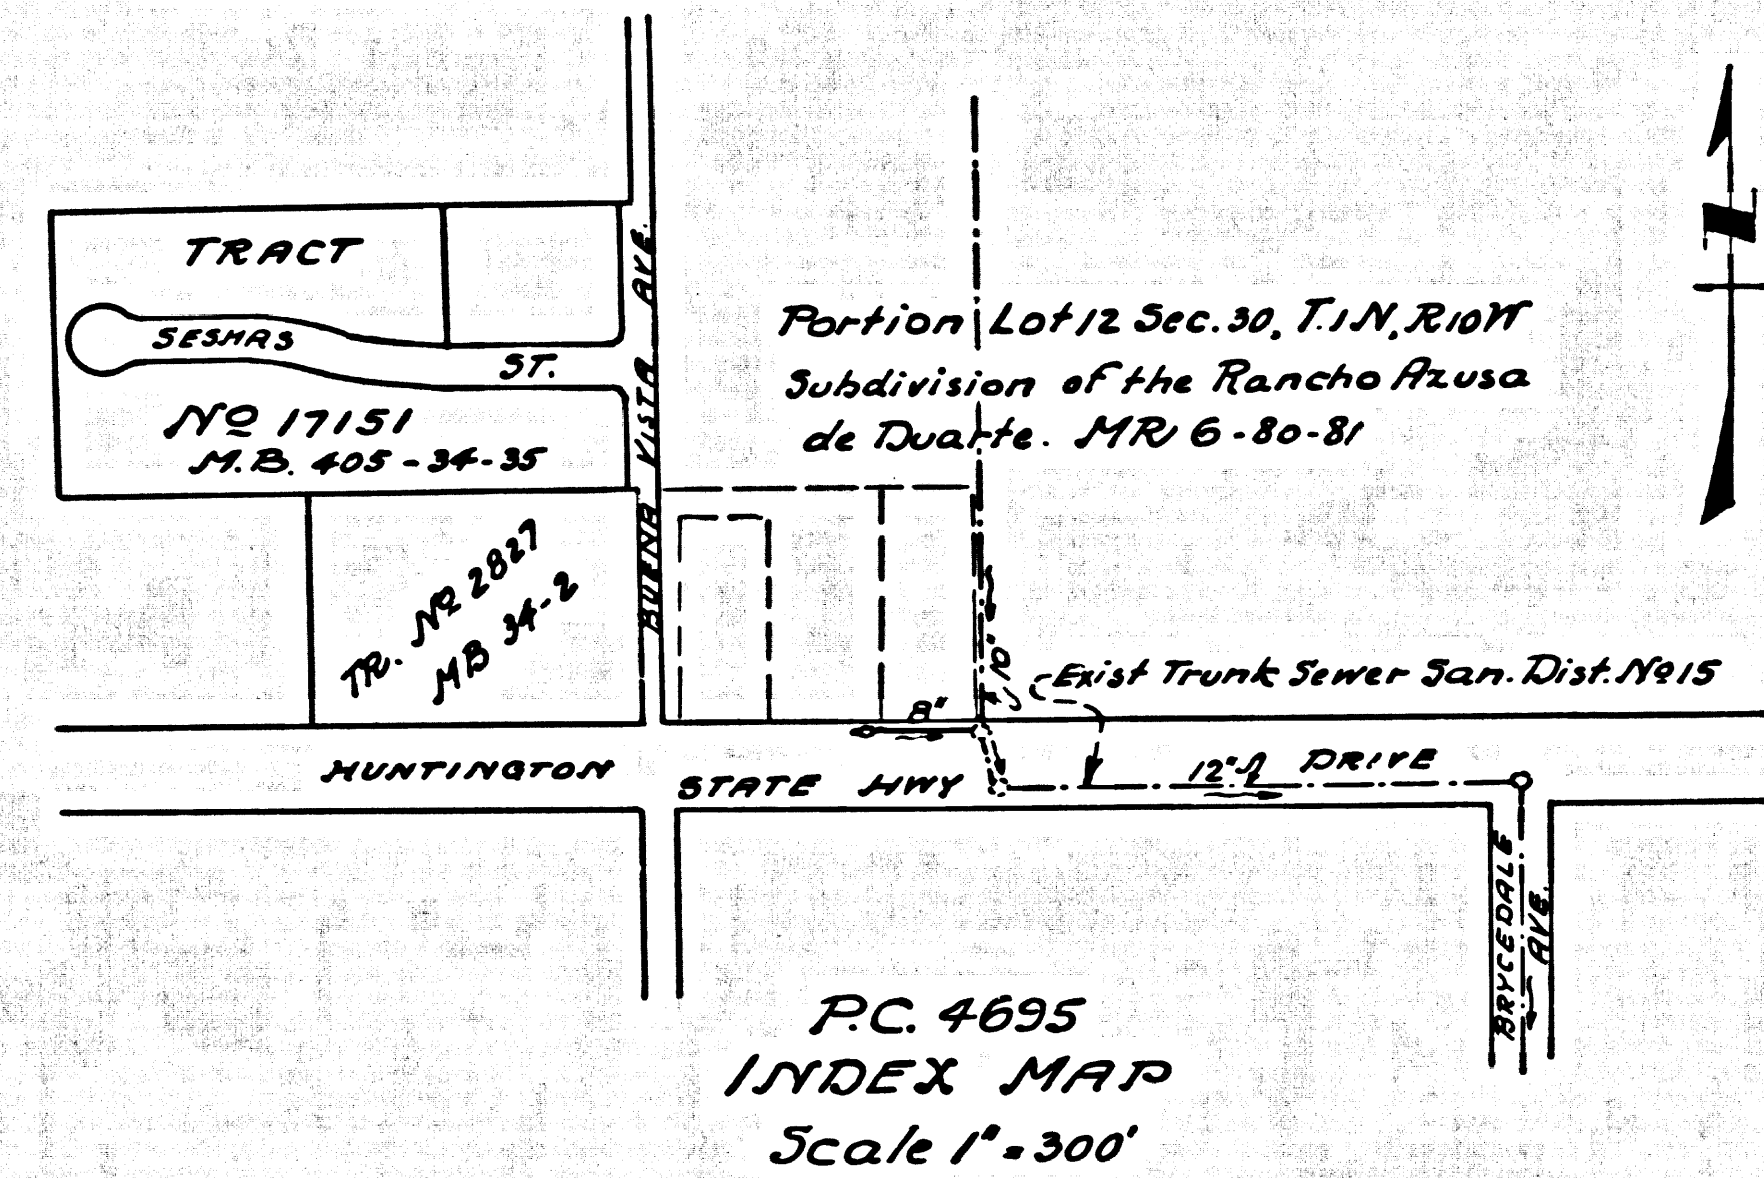 TRACT
SESMAS
ST.
Nº 17151
M.B. 405-34-35
BUENA VISTA AVE.
N
Portion Lot 12 Sec. 30, T.1N, R10W
Subdivision of the Rancho Azusa
de Duarte. MR 6-80-81
TR. Nº 2827
MB 34-2
10"
Exist Trunk Sewer San. Dist. Nº 15
8"
HUNTINGTON
STATE HWY
12"
DRIVE
BRYCEDALE
AVE.
P.C. 4695
INDEX MAP
Scale 1" = 300'